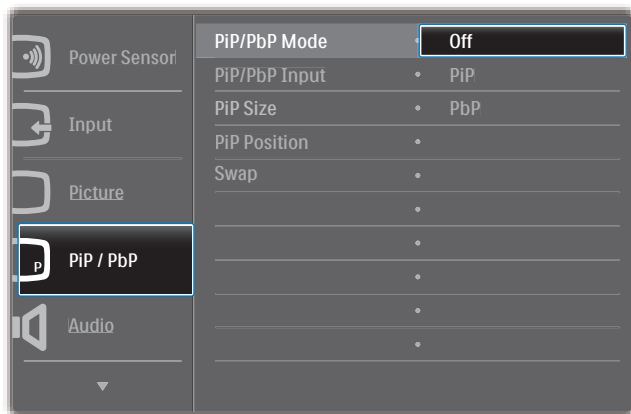 Power Sensor
Input
Picture
P
PiP / PbP
Audio
PiP/PbP Mode
PiP/PbP Input
PiP Size
PiP Position
Swap
Off
PiP
PbP